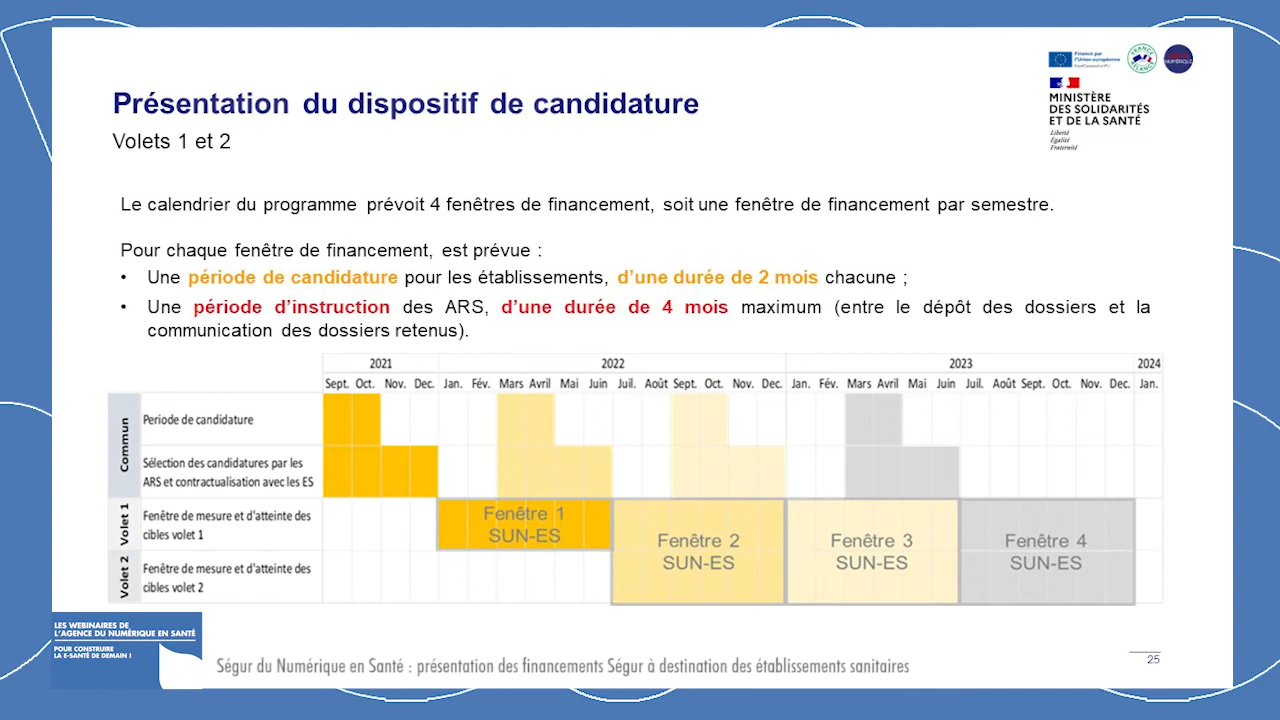 Financé par
l'Union européenne
FRANCE
RELANCE
NUMÉRIQUE
MINISTÈRE
DES SOLIDARITÉS
ET DE LA SANTÉ
Liberté
Égalité
Fraternité
Présentation du dispositif de candidature
Volets 1 et 2
Le calendrier du programme prévoit 4 fenêtres de financement, soit une fenêtre de financement par semestre.
Pour chaque fenêtre de financement, est prévue :
• Une période de candidature pour les établissements, d’une durée de 2 mois chacune ;
• Une période d’instruction des ARS, d’une durée de 4 mois maximum (entre le dépôt des dossiers et la
communication des dossiers retenus).
2021 2022 2023 2024
Sept. Oct. Nov. Dec. Jan. Fév. Mars Avril Mai Juin Juil. Août Sept. Oct. Nov. Dec. Jan. Fév. Mars Avril Mai Juin Juil. Août Sept. Oct. Nov. Dec. Jan.
Commun
Periode de candidature
Sélection des candidatures par les
ARS et contractualisation avec les ES
Volet 1
Fenêtre de mesure et d'atteinte des
cibles volet 1
Fenêtre 1
SUN-ES
Fenêtre 2
SUN-ES
Fenêtre 3
SUN-ES
Fenêtre 4
SUN-ES
Volet 2
Fenêtre de mesure et d'atteinte des
cibles volet 2
LES WEBINAIRES DE
L'AGENCE DU NUMÉRIQUE EN SANTÉ
POUR CONSTRUIRE
LA E-SANTÉ DE DEMAIN !
Ségur du Numérique en Santé : présentation des financements Ségur à destination des établissements sanitaires
25